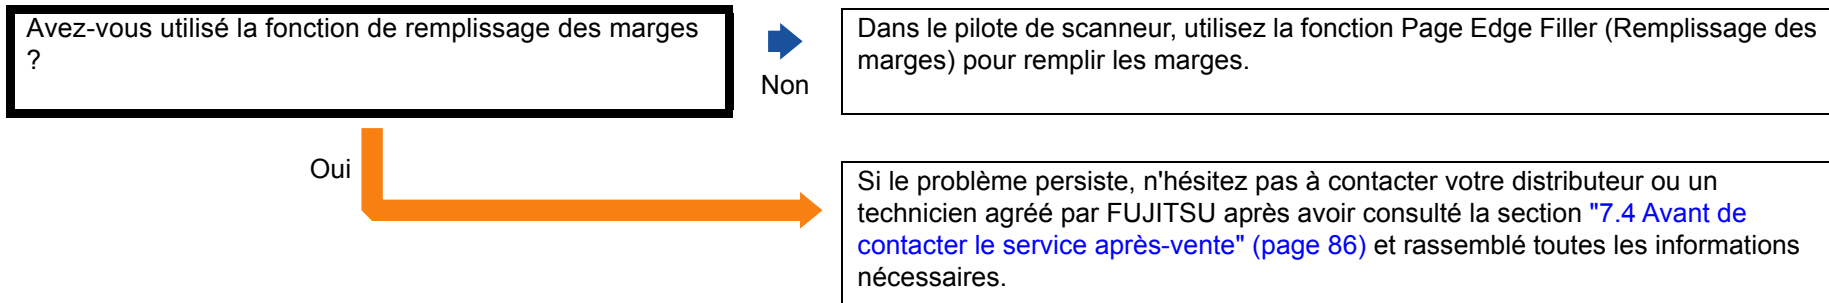 Avez-vous utilisé la fonction de remplissage des marges
?
Non
Dans le pilote de scanneur, utilisez la fonction Page Edge Filler (Remplissage des
marges) pour remplir les marges.
Oui
Si le problème persiste, n'hésitez pas à contacter votre distributeur ou un
technicien agréé par FUJITSU après avoir consulté la section "7.4 Avant de
contacter le service après-vente" (page 86) et rassemblé toutes les informations
nécessaires.